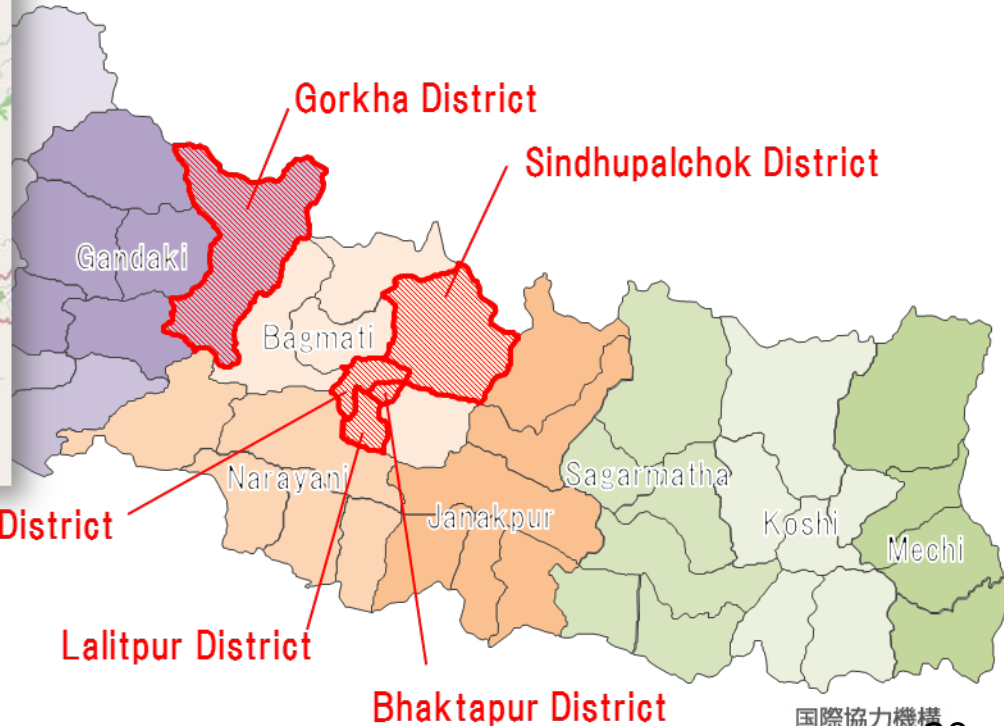 Gorkha District
Sindhupalchok District
Gandaki
Bagmati
Narayani
Sagarmatha
Janakpur
Koshi
Mechi
District
Lalitpur District
Bhaktapur District
国際協力機構